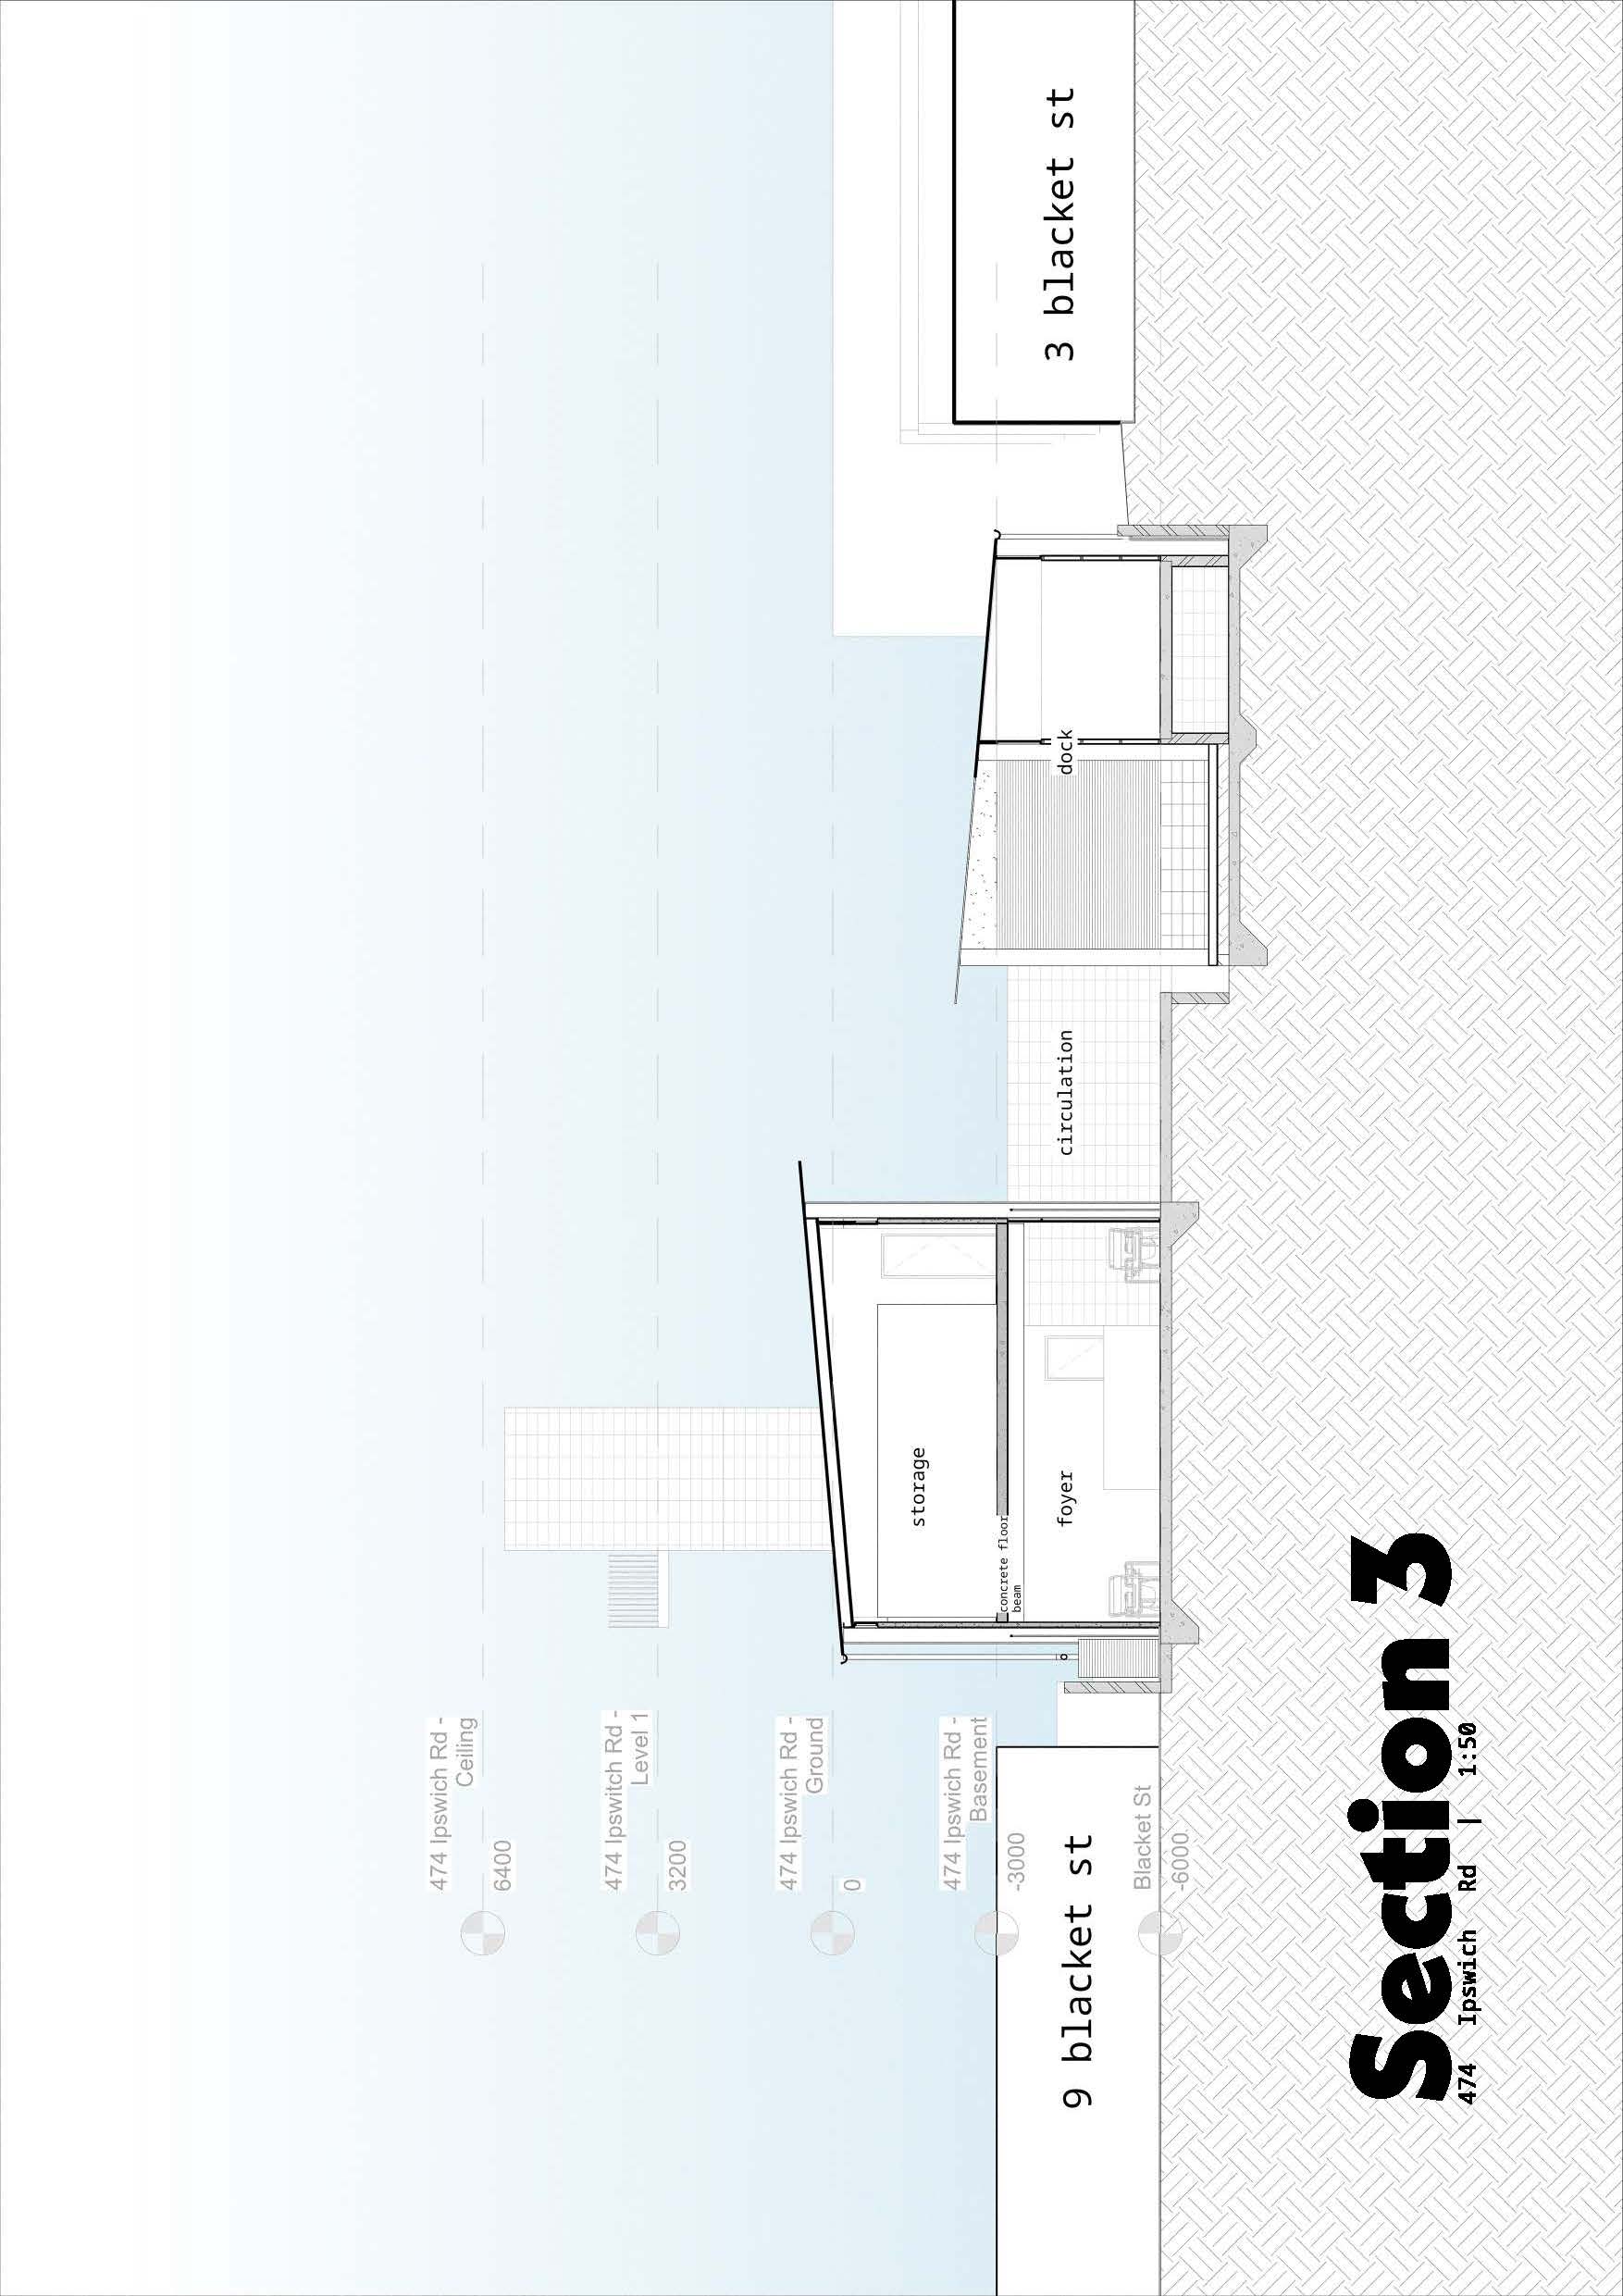 474 Ipswich Rd -
Ceiling
6400
474 Ipswitch Rd -
Level 1
3200
474 Ipswich Rd -
Ground
0
474 Ipswich Rd -
Basement
-3000
Blacket St
-6000
9 blacket st
storage
concrete floor
beam
foyer
circulation
dock
3 blacket st
Section 3
474 Ipswich Rd | 1:50